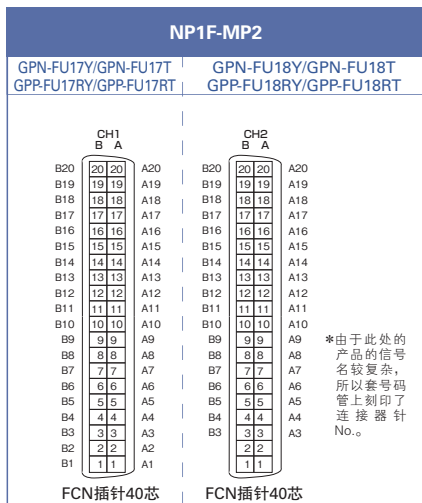 NP1F-MP2
GPN-FU17Y/GPN-FU17T
GPP-FU17RY/GPP-FU17RT
GPN-FU18Y/GPN-FU18T
GPP-FU18RY/GPP-FU18RT
CH1
B A
B20 20 20 A20
B19 19 19 A19
B18 18 18 A18
B17 17 17 A17
B16 16 16 A16
B15 15 15 A15
B14 14 14 A14
B13 13 13 A13
B12 12 12 A12
B11 11 11 A11
B10 10 10 A10
B9 9 9 A9
B8 8 8 A8
B7 7 7 A7
B6 6 6 A6
B5 5 5 A5
B4 4 4 A4
B3 3 3 A3
B2 2 2 A2
B1 1 1 A1
FCN插针40芯
CH2
B A
B20 20 20 A20
B19 19 19 A19
B18 18 18 A18
B17 17 17 A17
B16 16 16 A16
B15 15 15 A15
B14 14 14 A14
B13 13 13 A13
B12 12 12 A12
B11 11 11 A11
B10 10 10 A10
B9 9 9 A9
B8 8 8 A8
B7 7 7 A7
B6 6 6 A6
B5 5 5 A5
B4 4 4 A4
B3 3 3 A3
2 2
1 1
FCN插针40芯
*由于此处的
产品的信号
名较复杂，
所以套号码
管上刻印了
连接器针
No.。